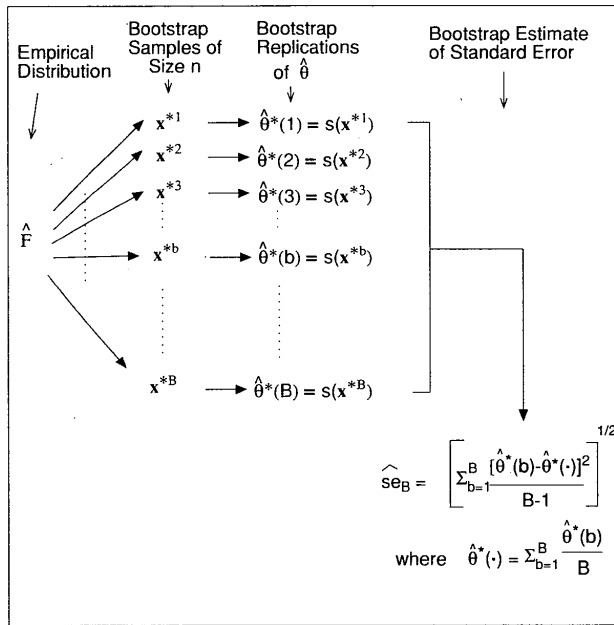 Empirical Distribution
Bootstrap Samples of Size n
Bootstrap Replications of θ̂
Bootstrap Estimate of Standard Error
F̂
x*1 θ̂*(1) = s(x*1)
x*2 θ̂*(2) = s(x*2)
x*3 θ̂*(3) = s(x*3)
x*b θ̂*(b) = s(x*b)
x*B θ̂*(B) = s(x*B)
ŝe_B = [Σ_{b=1}^{B} [θ̂*(b)-θ̂*(·)]² / B-1]^{1/2}
where θ̂*(·) = Σ_{b=1}^{B} θ̂*(b) / B